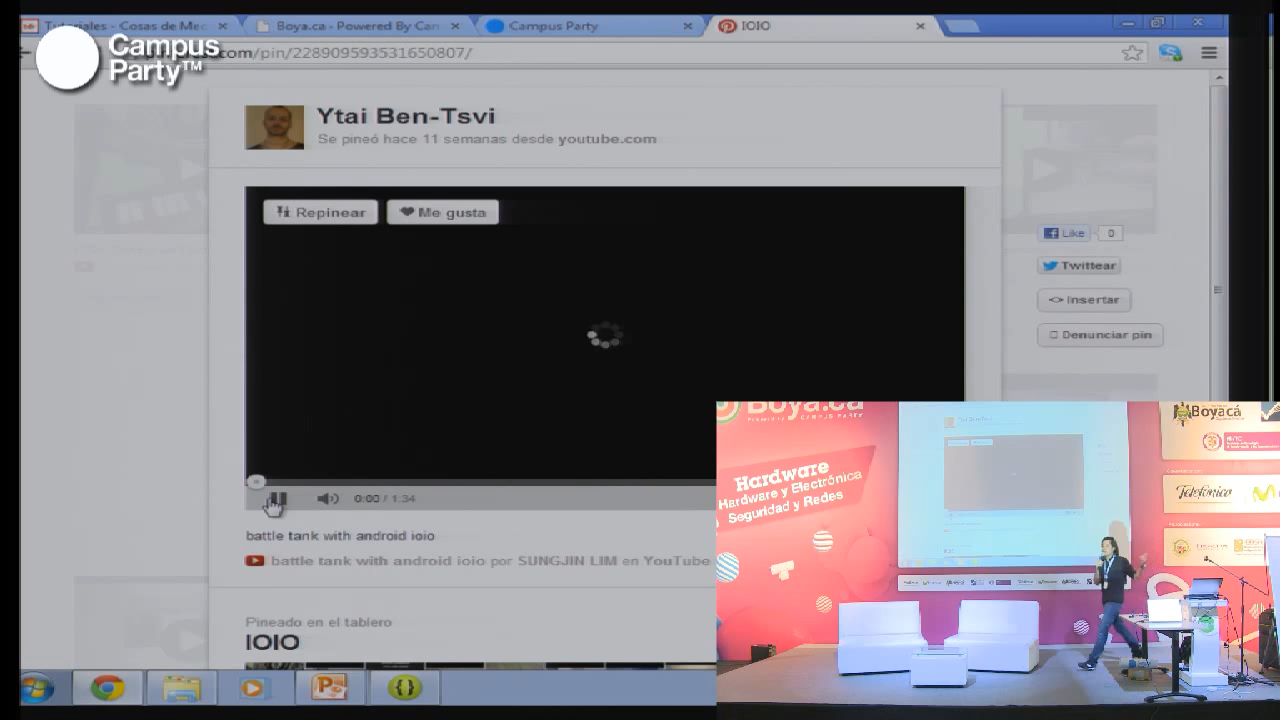 Tutoriales - Cosas de Mec
Boya.ca - Powered By Cam
Campus Party
IOIO
Campus
Party™
com/pin/228909593531650807/
Ytai Ben-Tsvi
Se pineó hace 11 semanas desde youtube.com
Repinear
Me gusta
Like
0
Twittear
<> Insertar
Denunciar pin
0:00 / 1:34
battle tank with android ioio
battle tank with android ioio por SUNGJIN LIM en YouTube
Pineado en el tablero
IOIO
Boya.ca
Hardware
Hardware y Electrónica
Seguridad y Redes
Boyacá
Telefónica